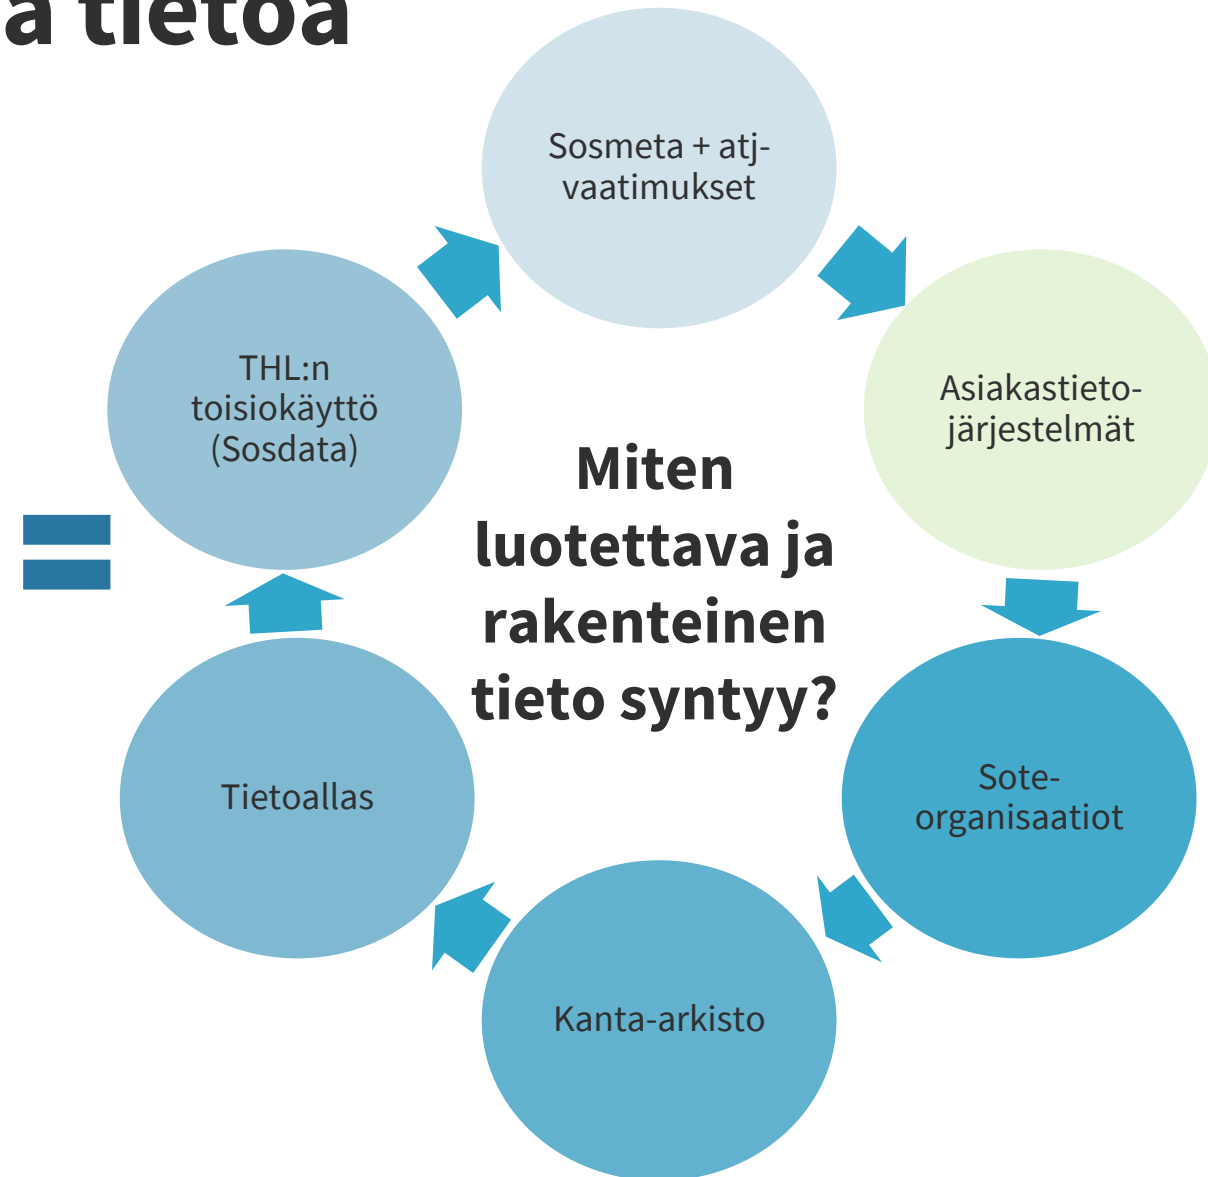 ä tietoa
Sosmeta + atj-
vaatimukset
Asiakastieto-
järjestelmät
Sote-
organisaatiot
Kanta-arkisto
Tietoallas
THL:n
toisiokäyttö
(Sosdata)
Miten
luotettava ja
rakenteinen
tieto syntyy?